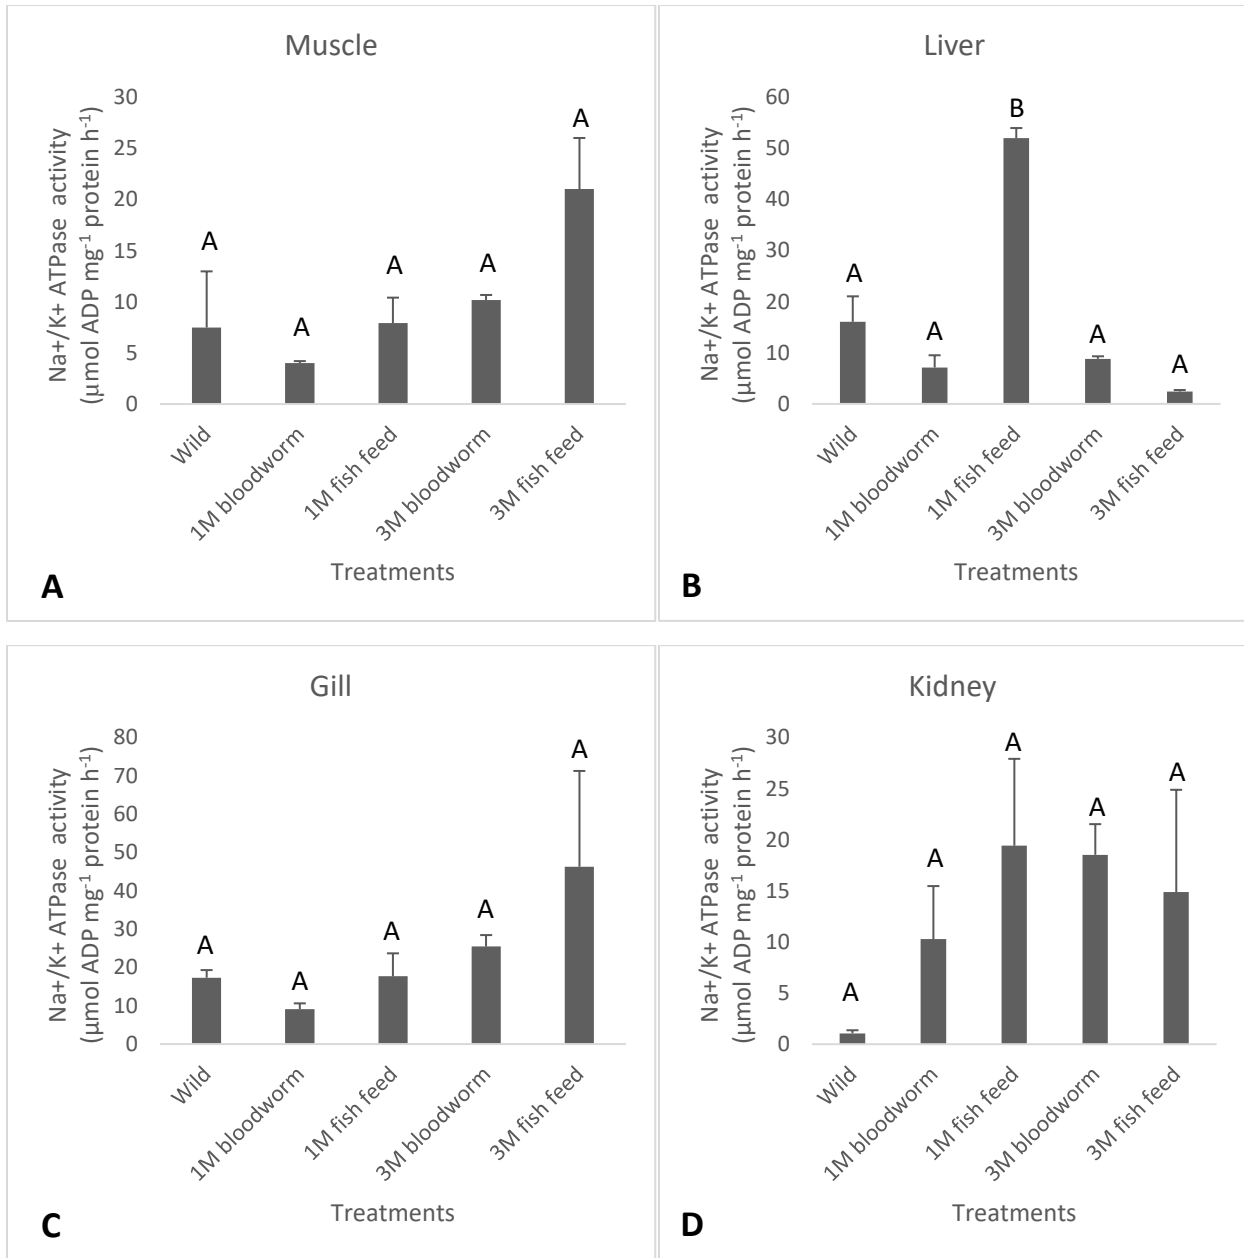 Muscle
Na+/K+ ATPase activity
(µmol ADP mg-1 protein h-1)
30
25
20
15
10
5
0
A
A
A
A
A
Wild
1M bloodworm
1M fish feed
3M bloodworm
3M fish feed
Treatments
A
Liver
Na+/K+ ATPase activity
(µmol ADP mg-1 protein h-1)
60
50
40
30
20
10
0
A
A
B
A
A
Wild
1M bloodworm
1M fish feed
3M bloodworm
3M fish feed
Treatments
B
Gill
Na+/K+ ATPase activity
(µmol ADP mg-1 protein h-1)
80
70
60
50
40
30
20
10
0
A
A
A
A
A
Wild
1M bloodworm
1M fish feed
3M bloodworm
3M fish feed
Treatments
C
Kidney
Na+/K+ ATPase activity
(µmol ADP mg-1 protein h-1)
30
25
20
15
10
5
0
A
A
A
A
A
Wild
1M bloodworm
1M fish feed
3M bloodworm
3M fish feed
Treatments
D